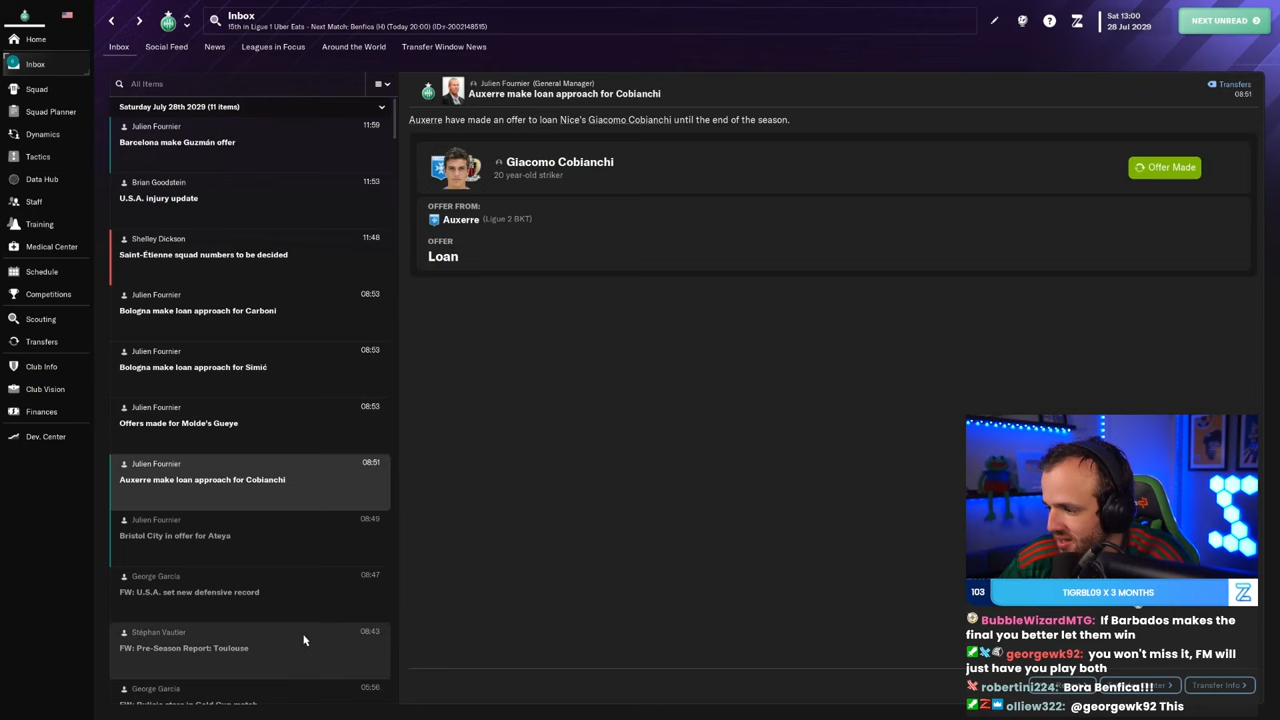 Inbox
15th in Ligue 1 Uber Eats - Next Match: Benfica (H) (Today 20:00) (ID:r-2002148515)
Sat 13:00
28 Jul 2029
NEXT UNREAD
Home
Inbox
Squad
Squad Planner
Dynamics
Tactics
Data Hub
Staff
Training
Medical Center
Schedule
Competitions
Scouting
Transfers
Club Info
Club Vision
Finances
Dev. Center
Inbox
Social Feed
News
Leagues in Focus
Around the World
Transfer Window News
All Items
Saturday July 28th 2029 (11 items)
Julien Fournier 11:59
Barcelona make Guzmán offer
Brian Goodstein 11:53
U.S.A. injury update
Shelley Dickson 11:48
Saint-Étienne squad numbers to be decided
Julien Fournier 08:53
Bologna make loan approach for Carboni
Julien Fournier 08:53
Bologna make loan approach for Simić
Julien Fournier 08:53
Offers made for Molde's Gueye
Julien Fournier 08:51
Auxerre make loan approach for Cobianchi
Julien Fournier 08:49
Bristol City in offer for Ateya
George García 08:47
FW: U.S.A. set new defensive record
Stéphan Vautier 08:43
FW: Pre-Season Report: Toulouse
George García 05:56
FW: Pulisic stars in Gold Cup match
Julien Fournier (General Manager)
Auxerre make loan approach for Cobianchi
Transfers
08:51
Auxerre have made an offer to loan Nice's Giacomo Cobianchi until the end of the season.
Giacomo Cobianchi
20 year-old striker
Offer Made
OFFER FROM:
Auxerre (Ligue 2 BKT)
OFFER
Loan
103 TIGRBL09 X 3 MONTHS
BubbleWizardMTG: If Barbados makes the
final you better let them win
georgewk92: you won't miss it, FM will
just have you play both
robertini224: Bora Benfica!!!
Transfer Info
olliew322: @georgewk92 This